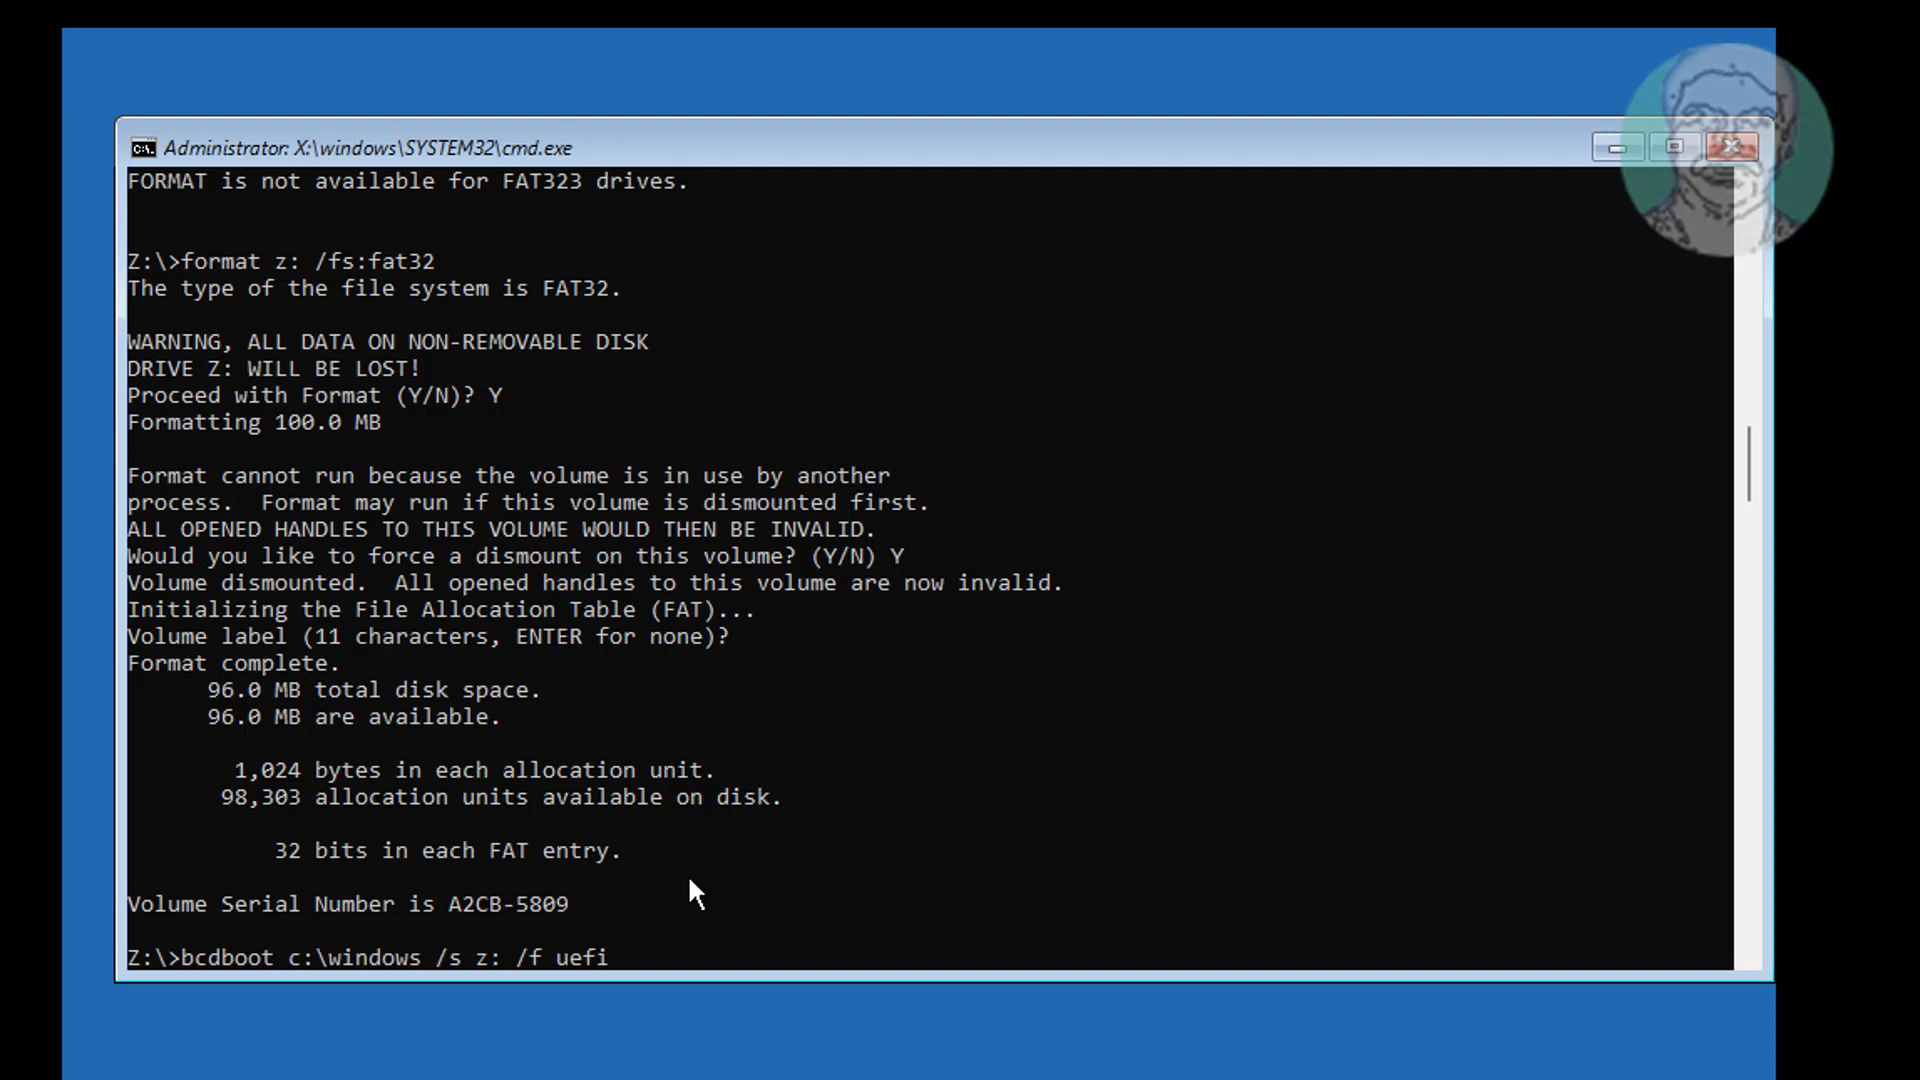 Administrator: X:\windows\SYSTEM32\cmd.exe
FORMAT is not available for FAT323 drives.
Z:\>format z: /fs:fat32
The type of the file system is FAT32.
WARNING, ALL DATA ON NON-REMOVABLE DISK
DRIVE Z: WILL BE LOST!
Proceed with Format (Y/N)? Y
Formatting 100.0 MB
Format cannot run because the volume is in use by another
process.  Format may run if this volume is dismounted first.
ALL OPENED HANDLES TO THIS VOLUME WOULD THEN BE INVALID.
Would you like to force a dismount on this volume? (Y/N) Y
Volume dismounted.  All opened handles to this volume are now invalid.
Initializing the File Allocation Table (FAT)...
Volume label (11 characters, ENTER for none)?
Format complete.
96.0 MB total disk space.
96.0 MB are available.
1,024 bytes in each allocation unit.
98,303 allocation units available on disk.
32 bits in each FAT entry.
Volume Serial Number is A2CB-5809
Z:\>bcdboot c:\windows /s z: /f uefi